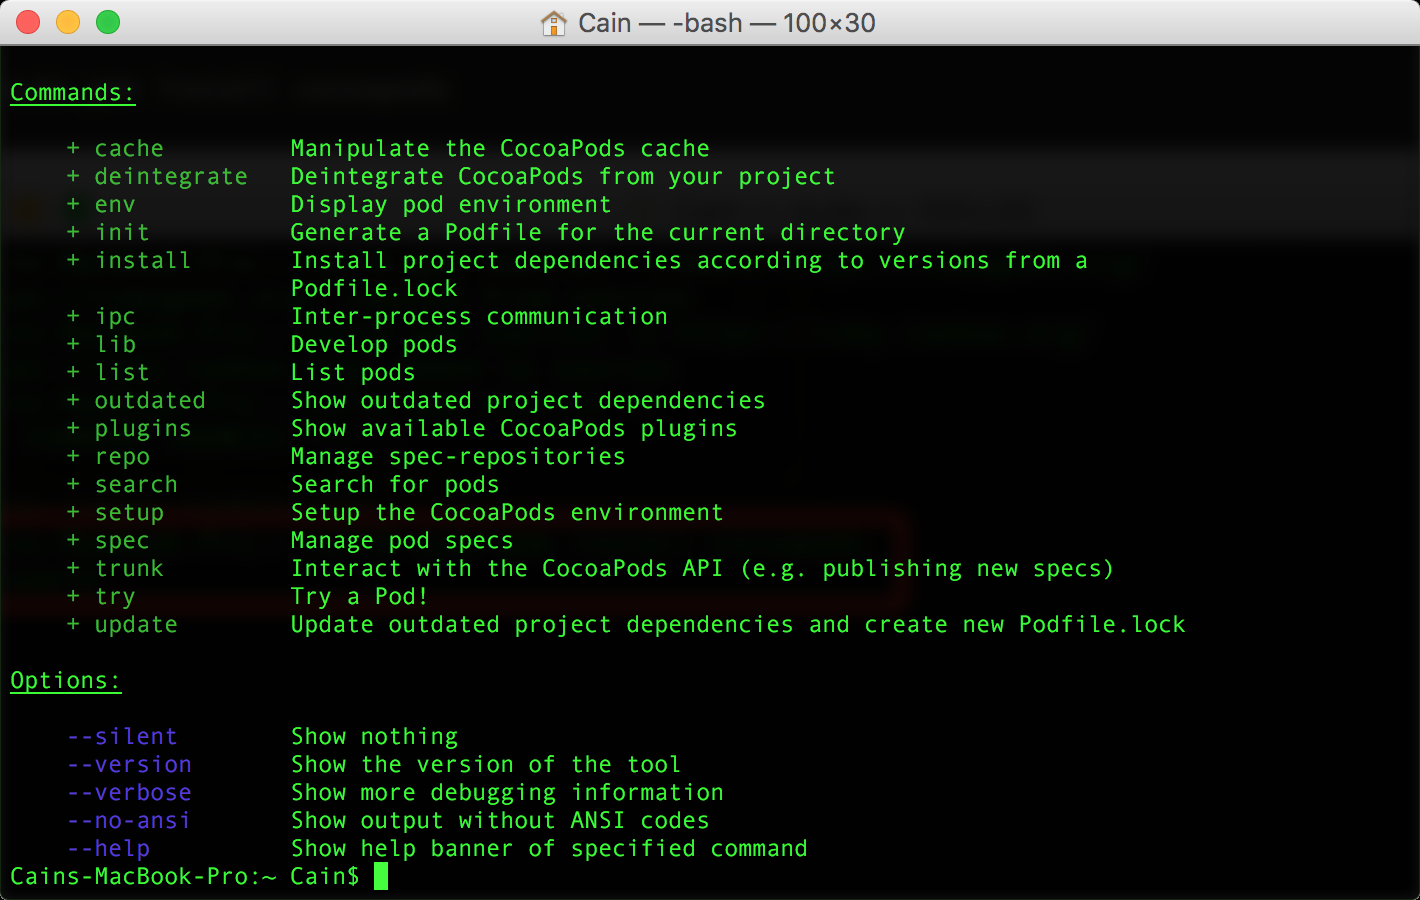 Cain — -bash — 100×30
Commands:
+ cache Manipulate the CocoaPods cache
+ deintegrate Deintegrate CocoaPods from your project
+ env Display pod environment
+ init Generate a Podfile for the current directory
+ install Install project dependencies according to versions from a
Podfile.lock
+ ipc Inter-process communication
+ lib Develop pods
+ list List pods
+ outdated Show outdated project dependencies
+ plugins Show available CocoaPods plugins
+ repo Manage spec-repositories
+ search Search for pods
+ setup Setup the CocoaPods environment
+ spec Manage pod specs
+ trunk Interact with the CocoaPods API (e.g. publishing new specs)
+ try Try a Pod!
+ update Update outdated project dependencies and create new Podfile.lock
Options:
--silent Show nothing
--version Show the version of the tool
--verbose Show more debugging information
--no-ansi Show output without ANSI codes
--help Show help banner of specified command
Cains-MacBook-Pro:~ Cain$